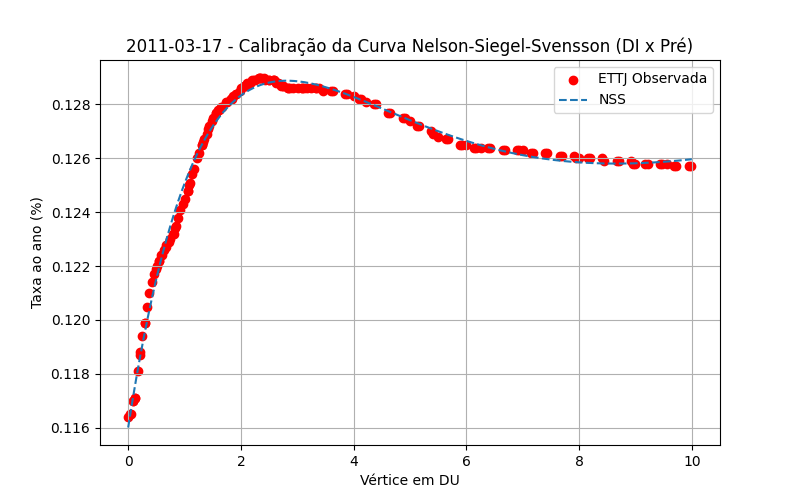 2011-03-17 - Calibração da Curva Nelson-Siegel-Svensson (DI x Pré)
ETTJ Observada
NSS
0.128
0.126
0.124
0.122
0.120
0.118
0.116
Taxa ao ano (%)
0 2 4 6 8 10
Vértice em DU